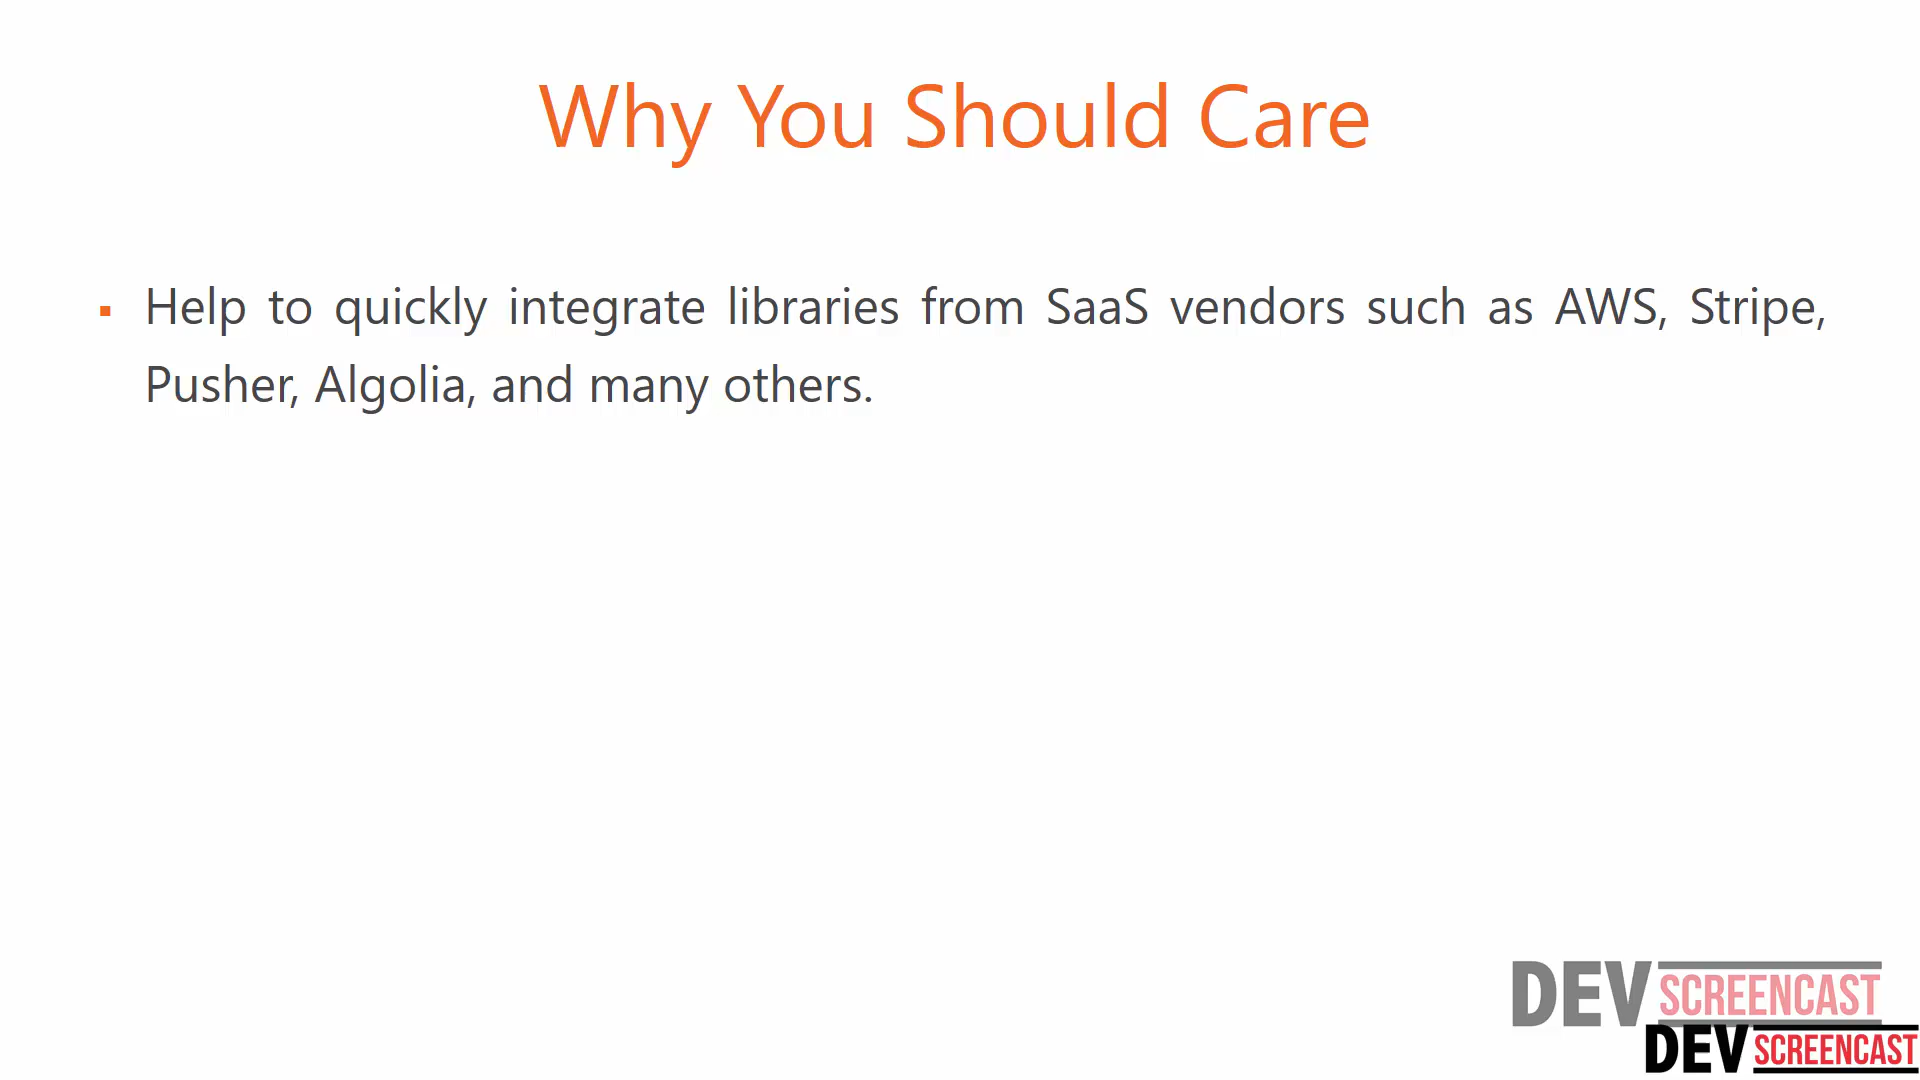 Why You Should Care
▪ Help to quickly integrate libraries from SaaS vendors such as AWS, Stripe,
Pusher, Algolia, and many others.
DEV SCREENCAST
DEV SCREENCAST